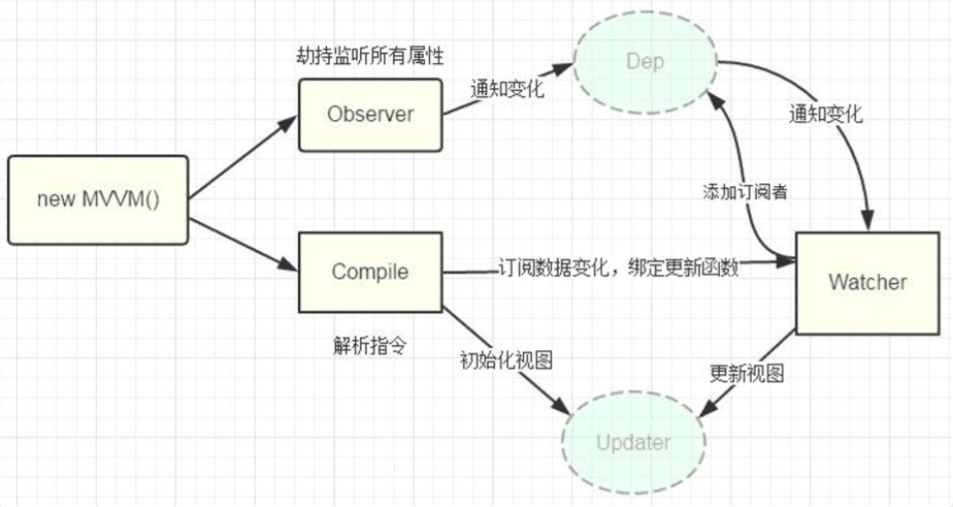 劫持监听所有属性
Dep
通知变化
Observer
通知变化
new MVVM()
添加订阅者
Compile
订阅数据变化，绑定更新函数
Watcher
解析指令
初始化视图
更新视图
Updater